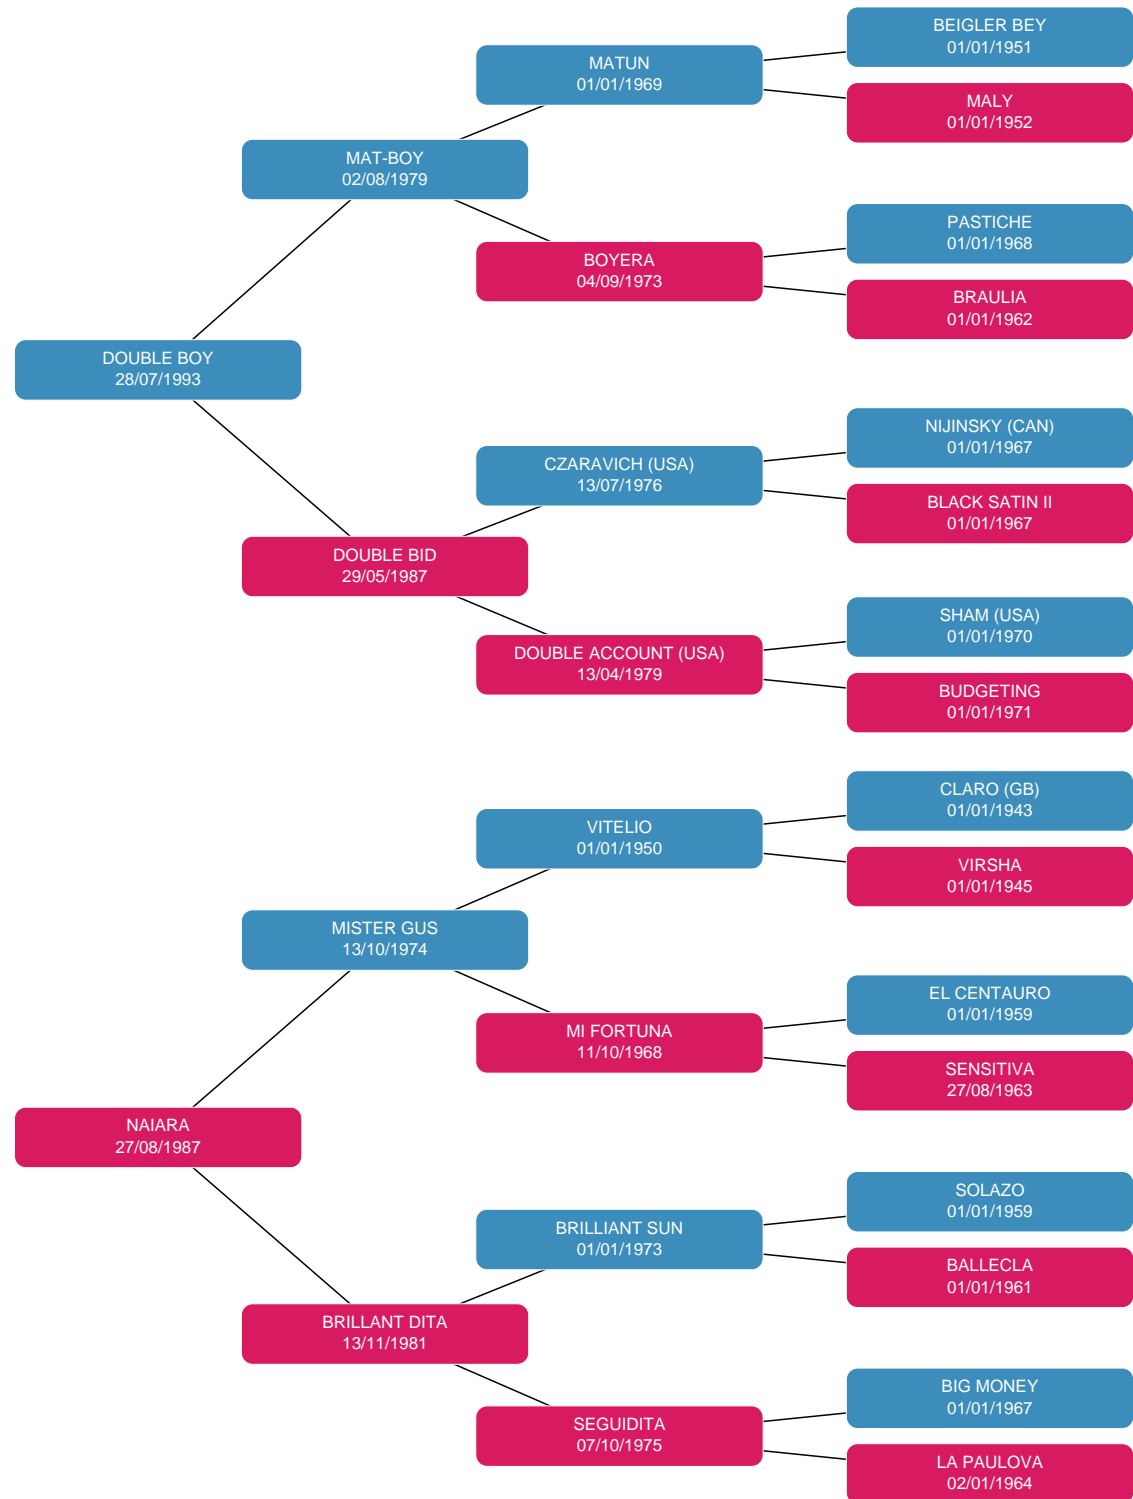 BEIGLER BEY
01/01/1951
MATUN
01/01/1969
MALY
01/01/1952
MAT-BOY
02/08/1979
PASTICHE
01/01/1968
BOYERA
04/09/1973
BRAULIA
01/01/1962
DOUBLE BOY
28/07/1993
NIJINSKY (CAN)
01/01/1967
CZARAVICH (USA)
13/07/1976
BLACK SATIN II
01/01/1967
DOUBLE BID
29/05/1987
SHAM (USA)
01/01/1970
DOUBLE ACCOUNT (USA)
13/04/1979
BUDGETING
01/01/1971
CLARO (GB)
01/01/1943
VITELIO
01/01/1950
VIRSHA
01/01/1945
MISTER GUS
13/10/1974
EL CENTAURO
01/01/1959
MI FORTUNA
11/10/1968
SENSITIVA
27/08/1963
NAIARA
27/08/1987
SOLAZO
01/01/1959
BRILLIANT SUN
01/01/1973
BALLECLA
01/01/1961
BRILLANT DITA
13/11/1981
BIG MONEY
01/01/1967
SEGUIDITA
07/10/1975
LA PAULOVA
02/01/1964